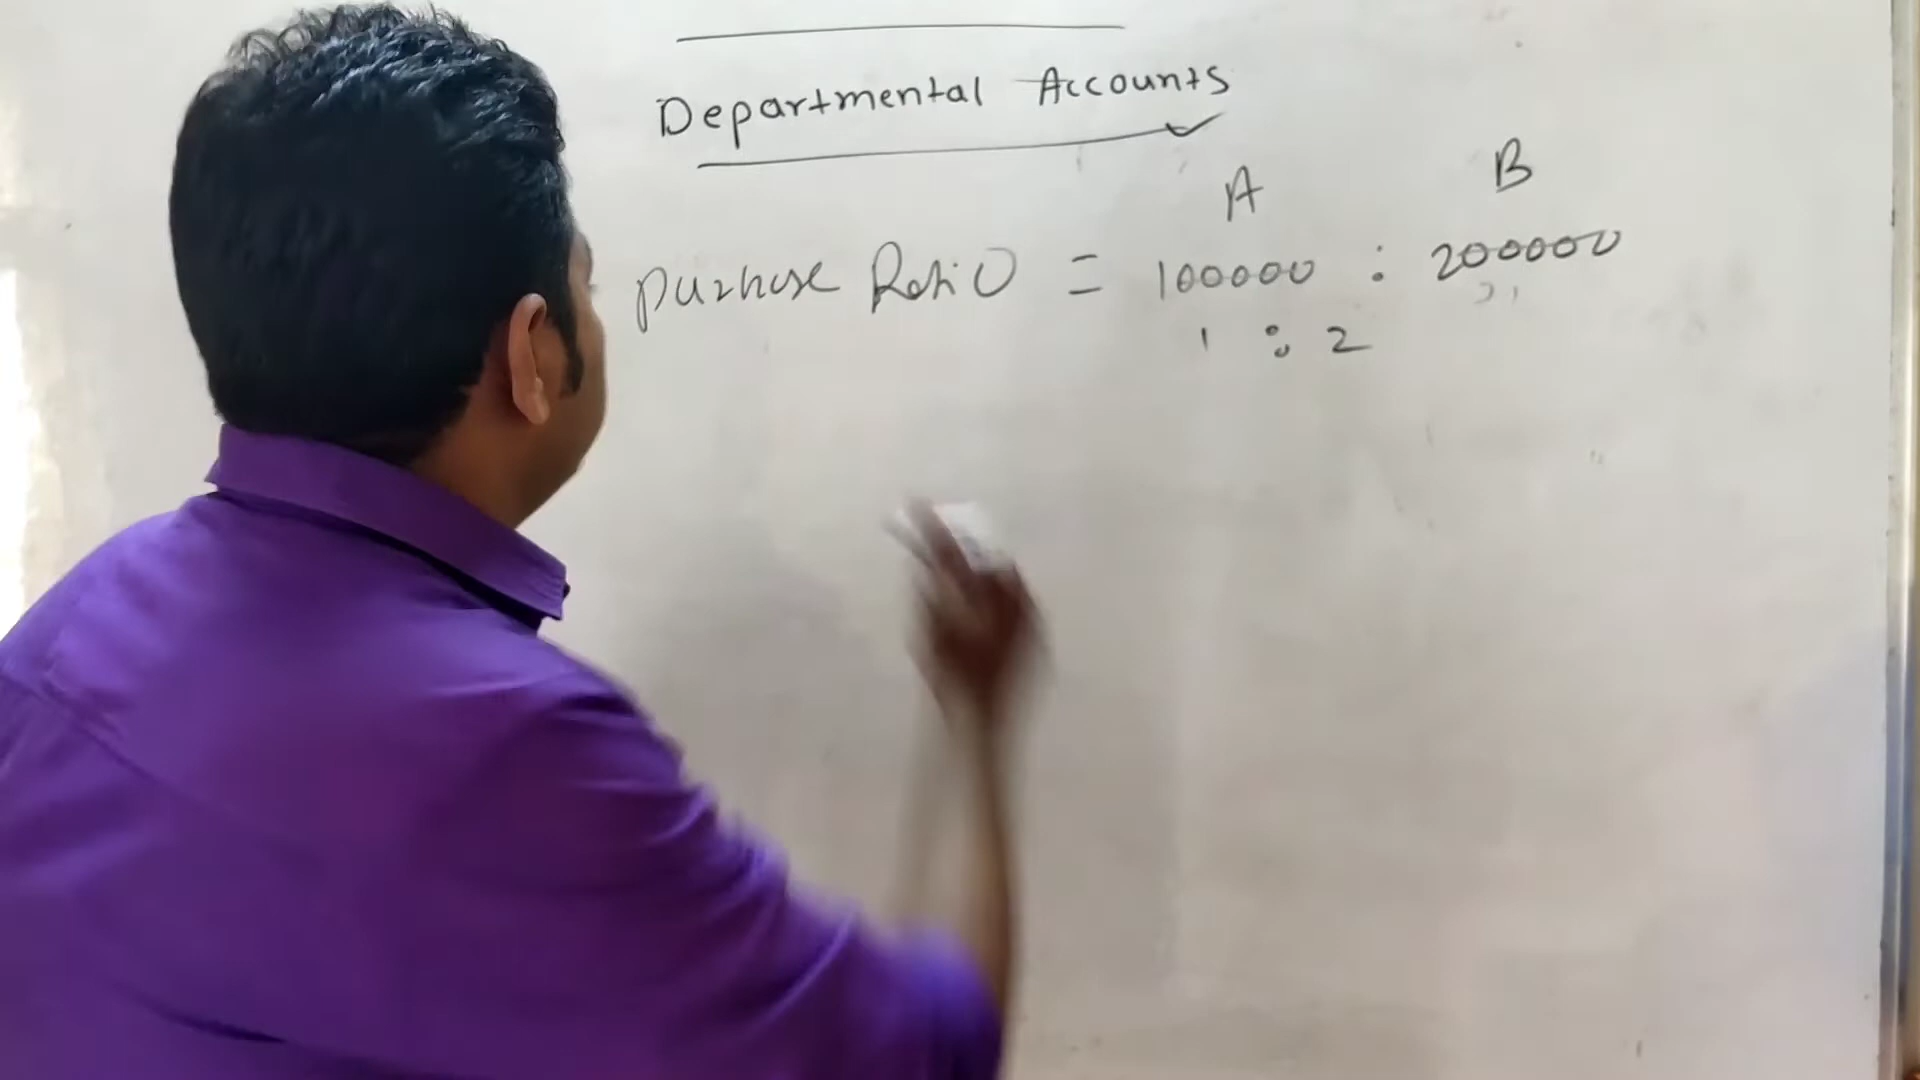 Departmental Accounts
A B
purhase Ratio = 100000 : 200000
1 : 2